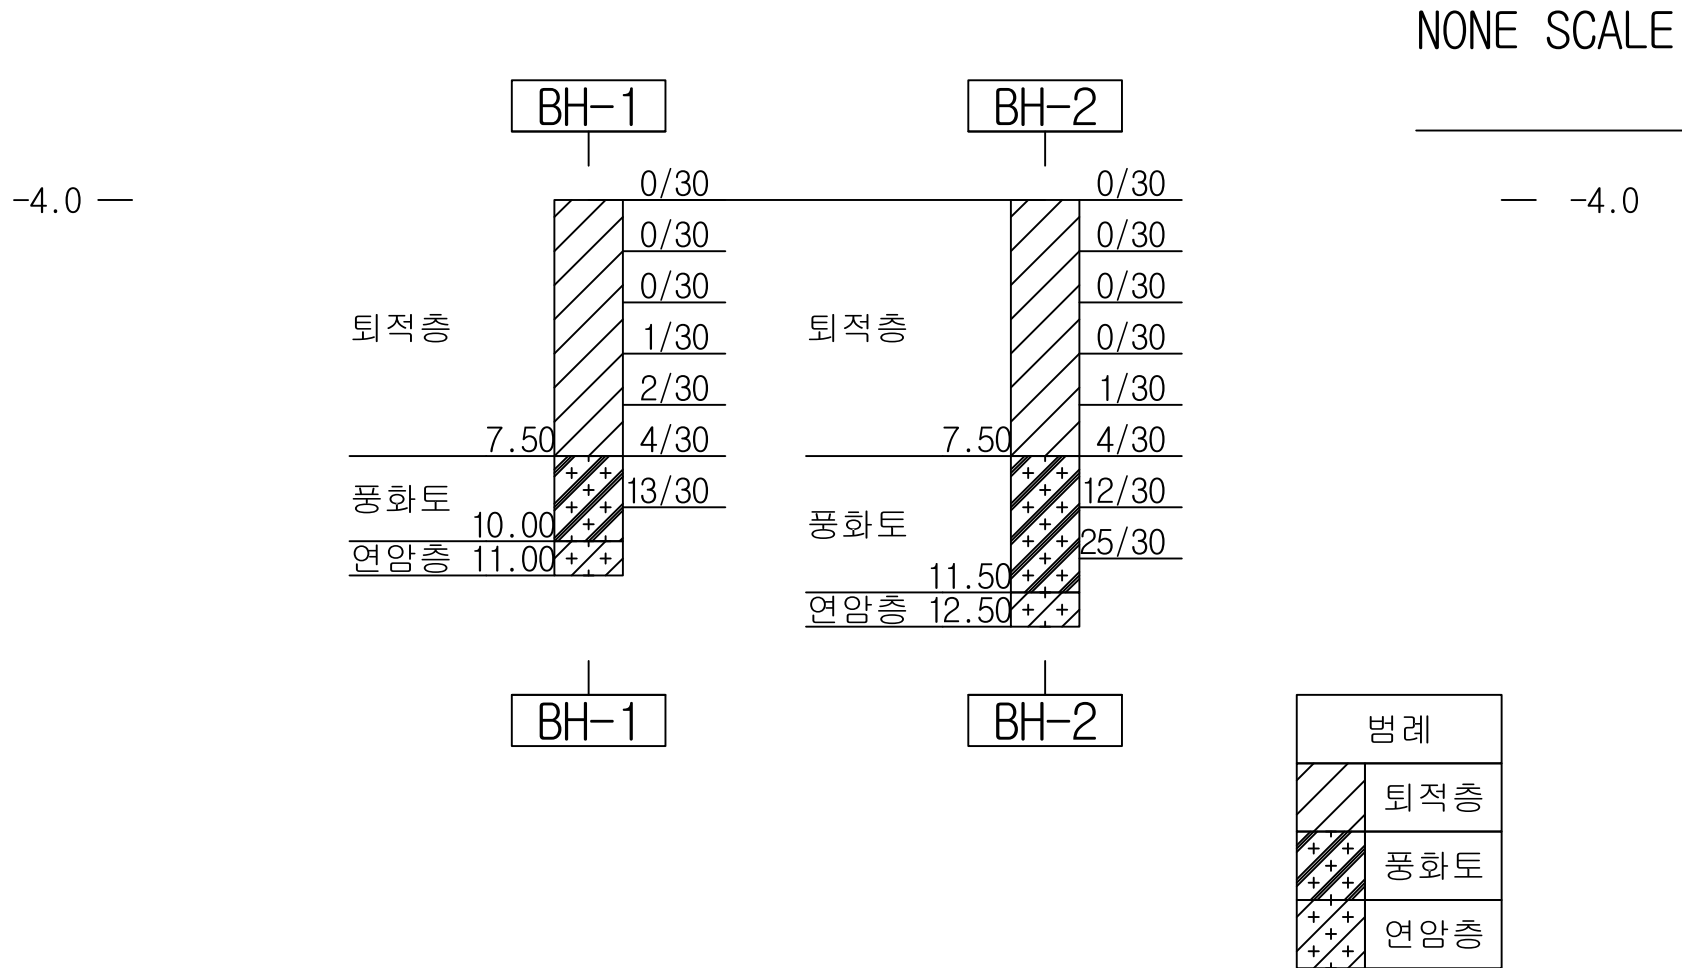 NONE SCALE
BH-1 BH-2
-4.0 0/30 0/30 -4.0
0/30 0/30
0/30 0/30
퇴적층 1/30 퇴적층 0/30
2/30 1/30
7.50 4/30 7.50 4/30
풍화토 13/30 12/30
10.00 풍화토 25/30
연암층 11.00 11.50
연암층 12.50
BH-1 BH-2
범례
퇴적층
풍화토
연암층